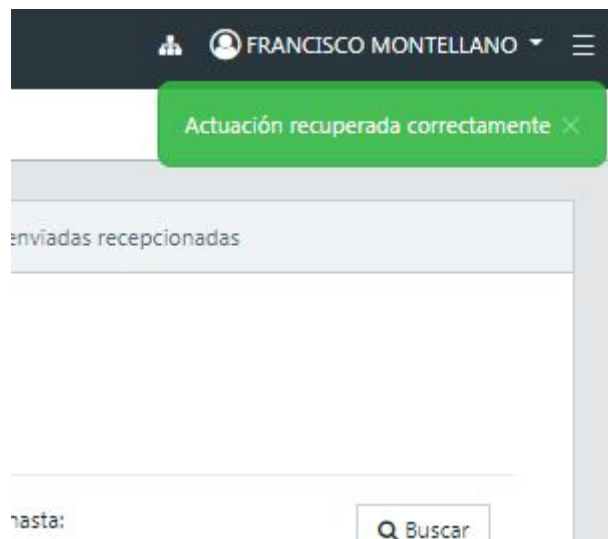 FRANCISCO MONTELLANO
Actuación recuperada correctamente
enviadas recepcionadas
hasta:
Buscar